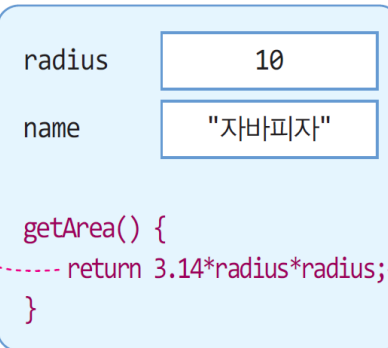 radius 10
name "자바피자"
getArea() {
return 3.14*radius*radius;
}